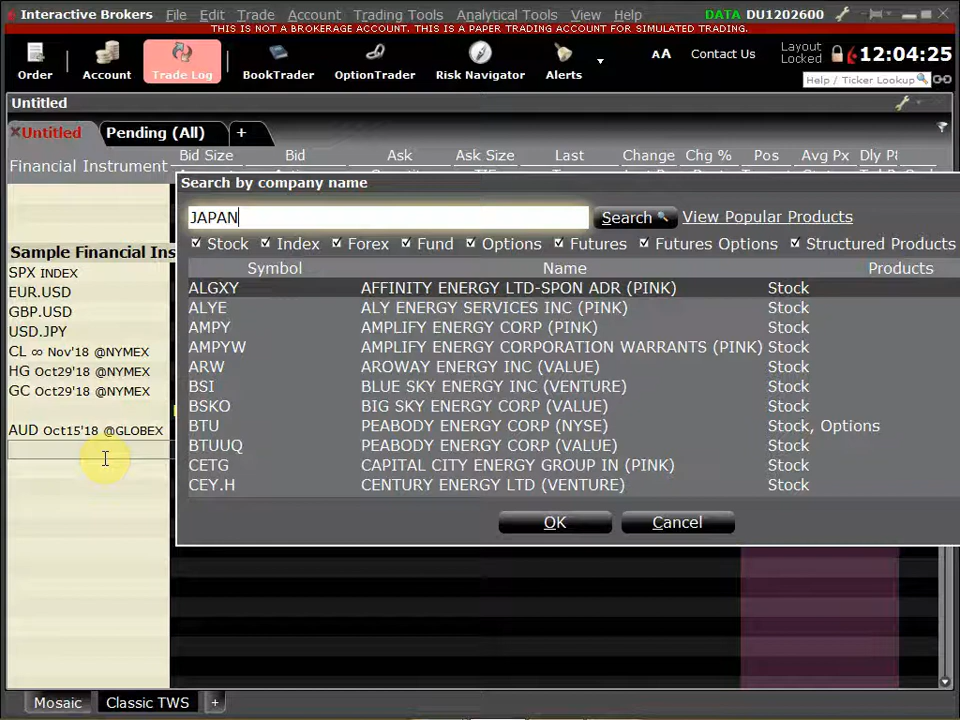 Interactive Brokers File Edit Trade Account Trading Tools Analytical Tools View Help DATA DU1202600
THIS IS NOT A BROKERAGE ACCOUNT. THIS IS A PAPER TRADING ACCOUNT FOR SIMULATED TRADING.
Order Account Trade Log BookTrader OptionTrader Risk Navigator Alerts AA Contact Us Layout Locked 12:04:25
Help / Ticker Lookup
Untitled
Untitled Pending (All) +
Financial Instrument Bid Size Bid Ask Ask Size Last Change Chg % Pos Avg Px
Search by company name
JAPAN Search View Popular Products
Stock Index Forex Fund Options Futures Futures Options Structured Products
Symbol Name Products
ALGXY AFFINITY ENERGY LTD-SPON ADR (PINK) Stock
ALYE ALY ENERGY SERVICES INC (PINK) Stock
AMPY AMPLIFY ENERGY CORP (PINK) Stock
AMPYW AMPLIFY ENERGY CORPORATION WARRANTS (PINK) Stock
ARW AROWAY ENERGY INC (VALUE) Stock
BSI BLUE SKY ENERGY INC (VENTURE) Stock
BSKO BIG SKY ENERGY CORP (VALUE) Stock
BTU PEABODY ENERGY CORP (NYSE) Stock, Options
BTUUQ PEABODY ENERGY CORP (VALUE) Stock
CETG CAPITAL CITY ENERGY GROUP IN (PINK) Stock
CEY.H CENTURY ENERGY LTD (VENTURE) Stock
OK Cancel
Sample Financial Ins
SPX INDEX
EUR.USD
GBP.USD
USD.JPY
CL ∞ Nov'18 @NYMEX
HG Oct29'18 @NYMEX
GC Oct29'18 @NYMEX
AUD Oct15'18 @GLOBEX
Mosaic Classic TWS +